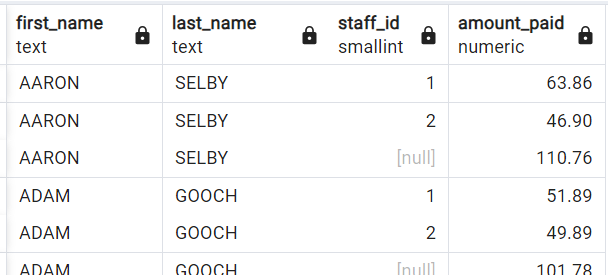 first_name last_name staff_id amount_paid
text text smallint numeric
AARON SELBY 1 63.86
AARON SELBY 2 46.90
AARON SELBY [null] 110.76
ADAM GOOCH 1 51.89
ADAM GOOCH 2 49.89
ADAM GOOCH [null] 101.78